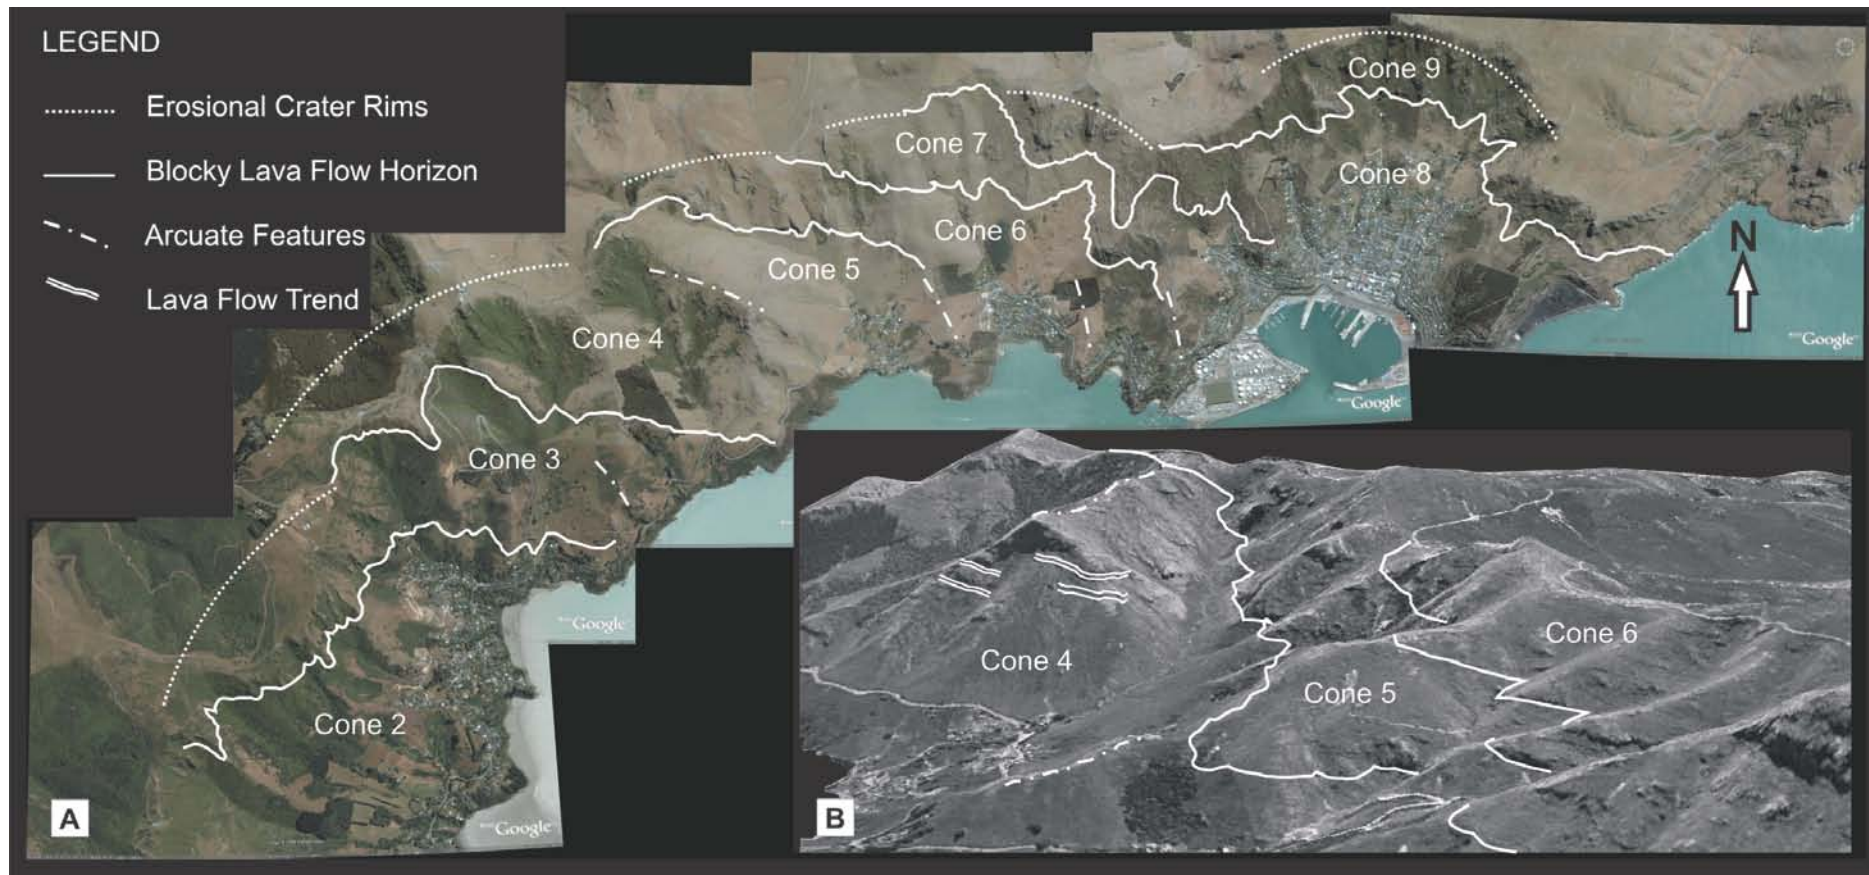 LEGEND
Erosional Crater Rims
Blocky Lava Flow Horizon
Arcuate Features
Lava Flow Trend
Cone 9
Cone 7
Cone 8
Cone 6
Cone 5
N
Cone 4
Google
Google
Cone 3
Google
Cone 2
Google
A
Cone 6
Cone 4
Cone 5
B